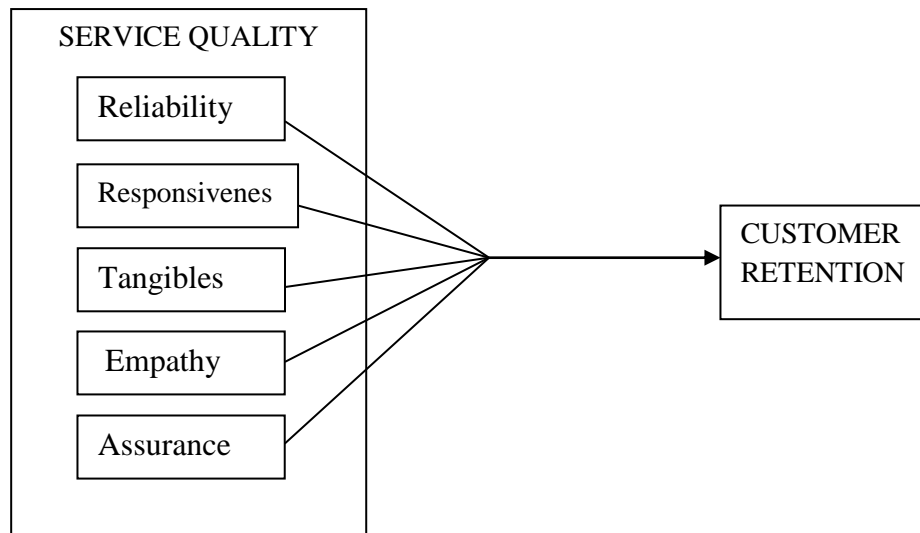 SERVICE QUALITY
Reliability
Responsivenes
Tangibles
Empathy
Assurance
CUSTOMER
RETENTION